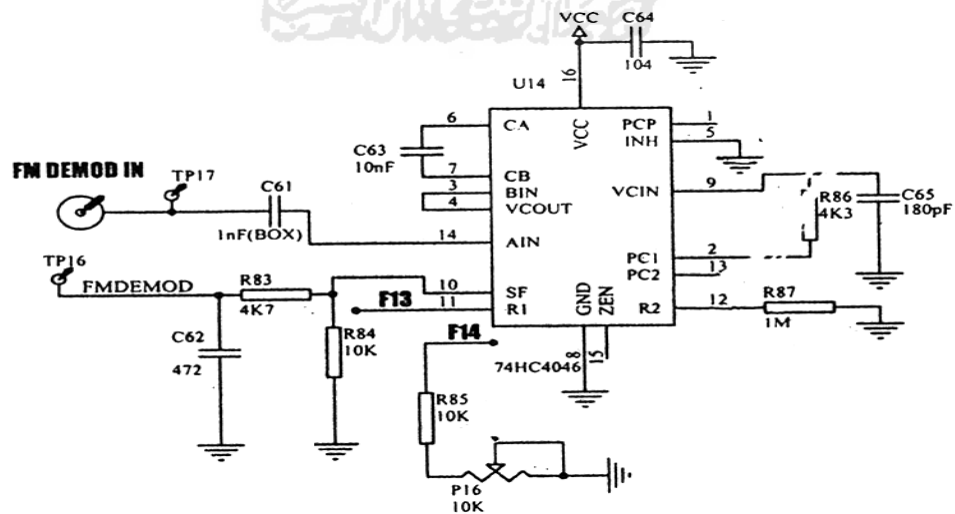 VCC
C64
104
16
U14
6
CA
VCC
PCP
1
INH
5
C63
10nF
7
CB
3
BIN
4
VCOUT
VCIN
9
R86
4K3
C65
180pF
FM DEMOD IN
TP17
C61
1nF(BOX)
14
AIN
PC1
2
PC2
13
TP16
FMDEMOD
R83
4K7
10
SF
11
R1
F13
GND
ZEN
R2
12
R87
1M
C62
472
R84
10K
F14
74HC4046
8
15
R85
10K
P16
10K